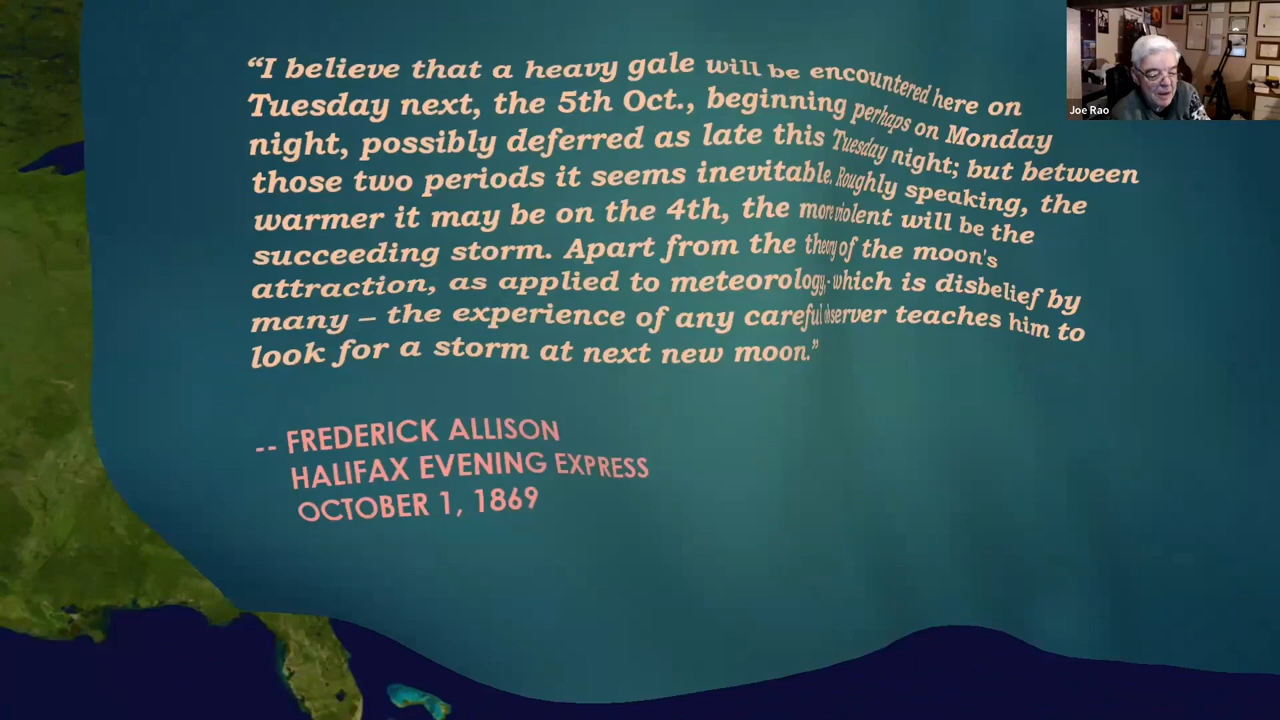 “I believe that a heavy gale will be encountered here on
Tuesday next, the 5th Oct., beginning perhaps on Monday
night, possibly deferred as late this Tuesday night; but between
those two periods it seems inevitable. Roughly speaking, the
warmer it may be on the 4th, the more violent will be the
succeeding storm. Apart from the theory of the moon's
attraction, as applied to meteorology,- which is disbelief by
many – the experience of any careful observer teaches him to
look for a storm at next new moon.”
-- FREDERICK ALLISON
HALIFAX EVENING EXPRESS
OCTOBER 1, 1869
Joe Rao